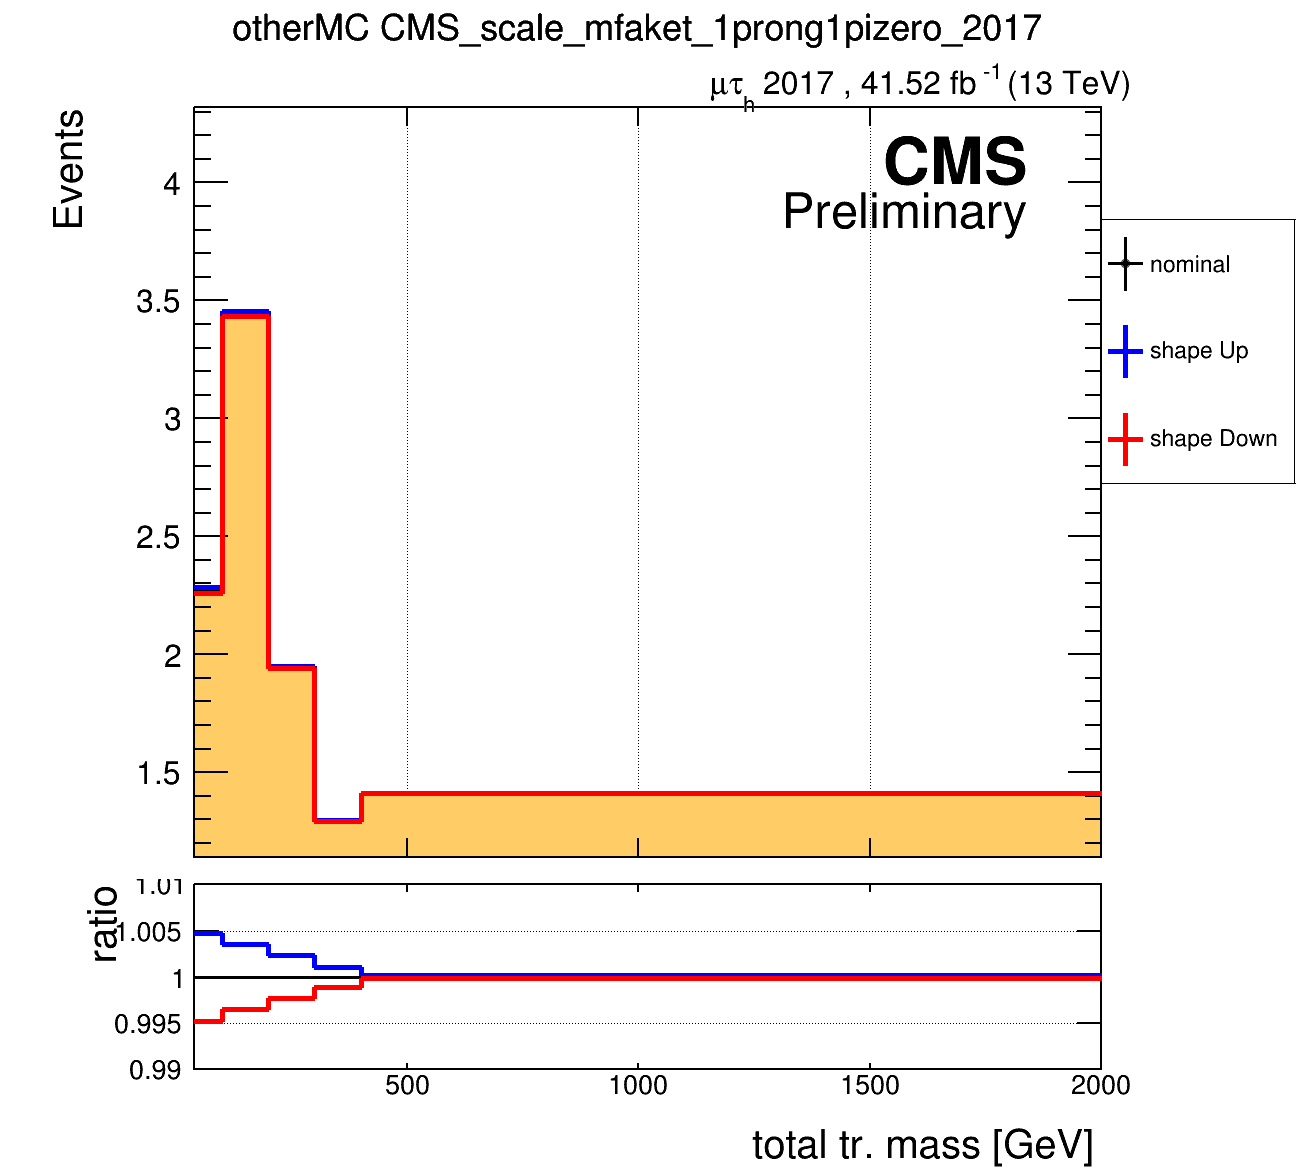 otherMC CMS_scale_mfaket_1prong1pizero_2017
μτh 2017 , 41.52 fb-1 (13 TeV)
Events
CMS
Preliminary
4
3.5
3
2.5
2
1.5
nominal
shape Up
shape Down
ratio
1.01
1.005
1
0.995
0.99
500
1000
1500
2000
total tr. mass [GeV]